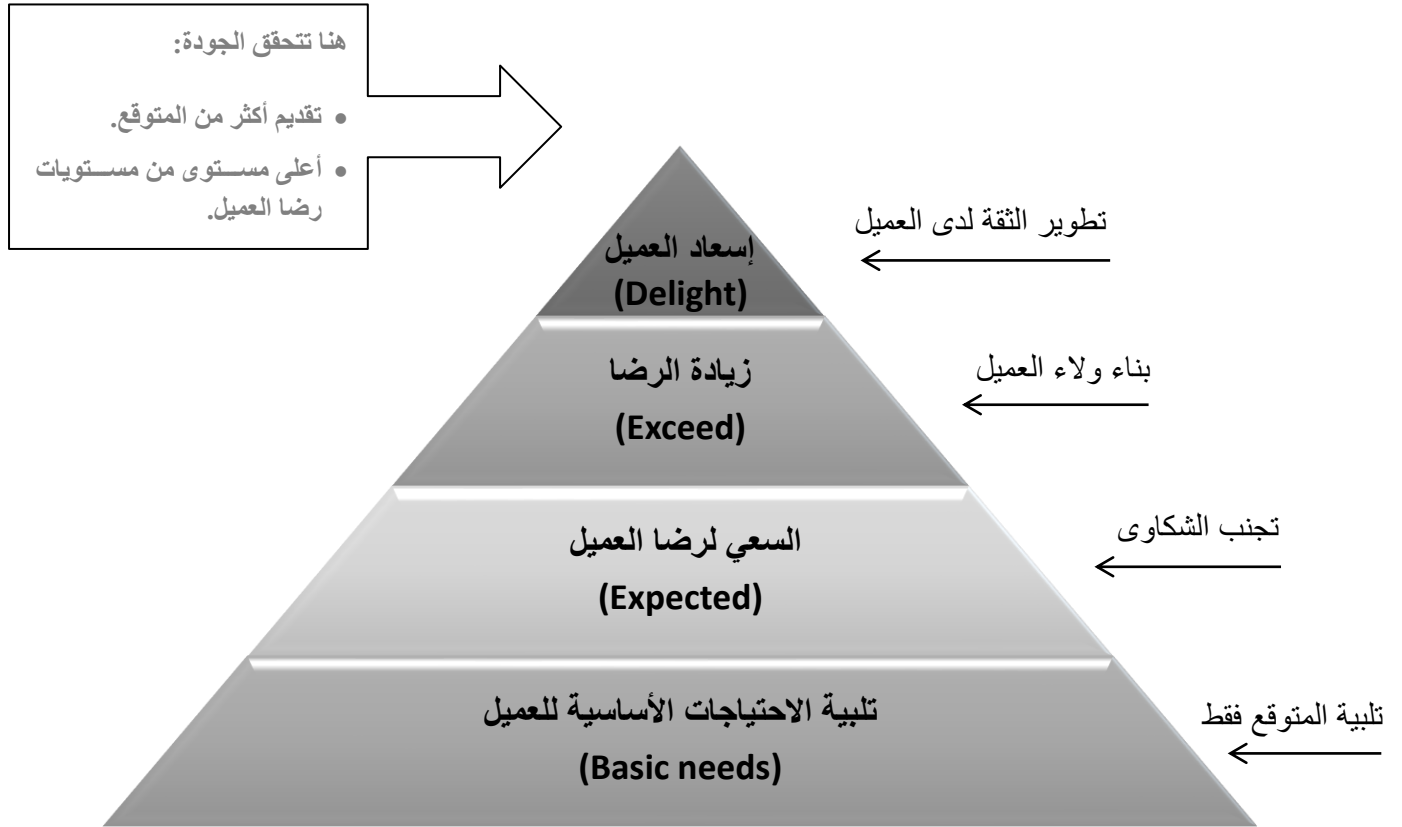 هنا تتحقق الجودة:
• تقديم أكثر من المتوقع.
• أعلى مستوى من مستويات
رضا العميل.
تطوير الثقة لدى العميل
إسعاد العميل
(Delight)
بناء ولاء العميل
زيادة الرضا
(Exceed)
تجنب الشكاوى
السعي لرضا العميل
(Expected)
تلبية المتوقع فقط
تلبية الاحتياجات الأساسية للعميل
(Basic needs)